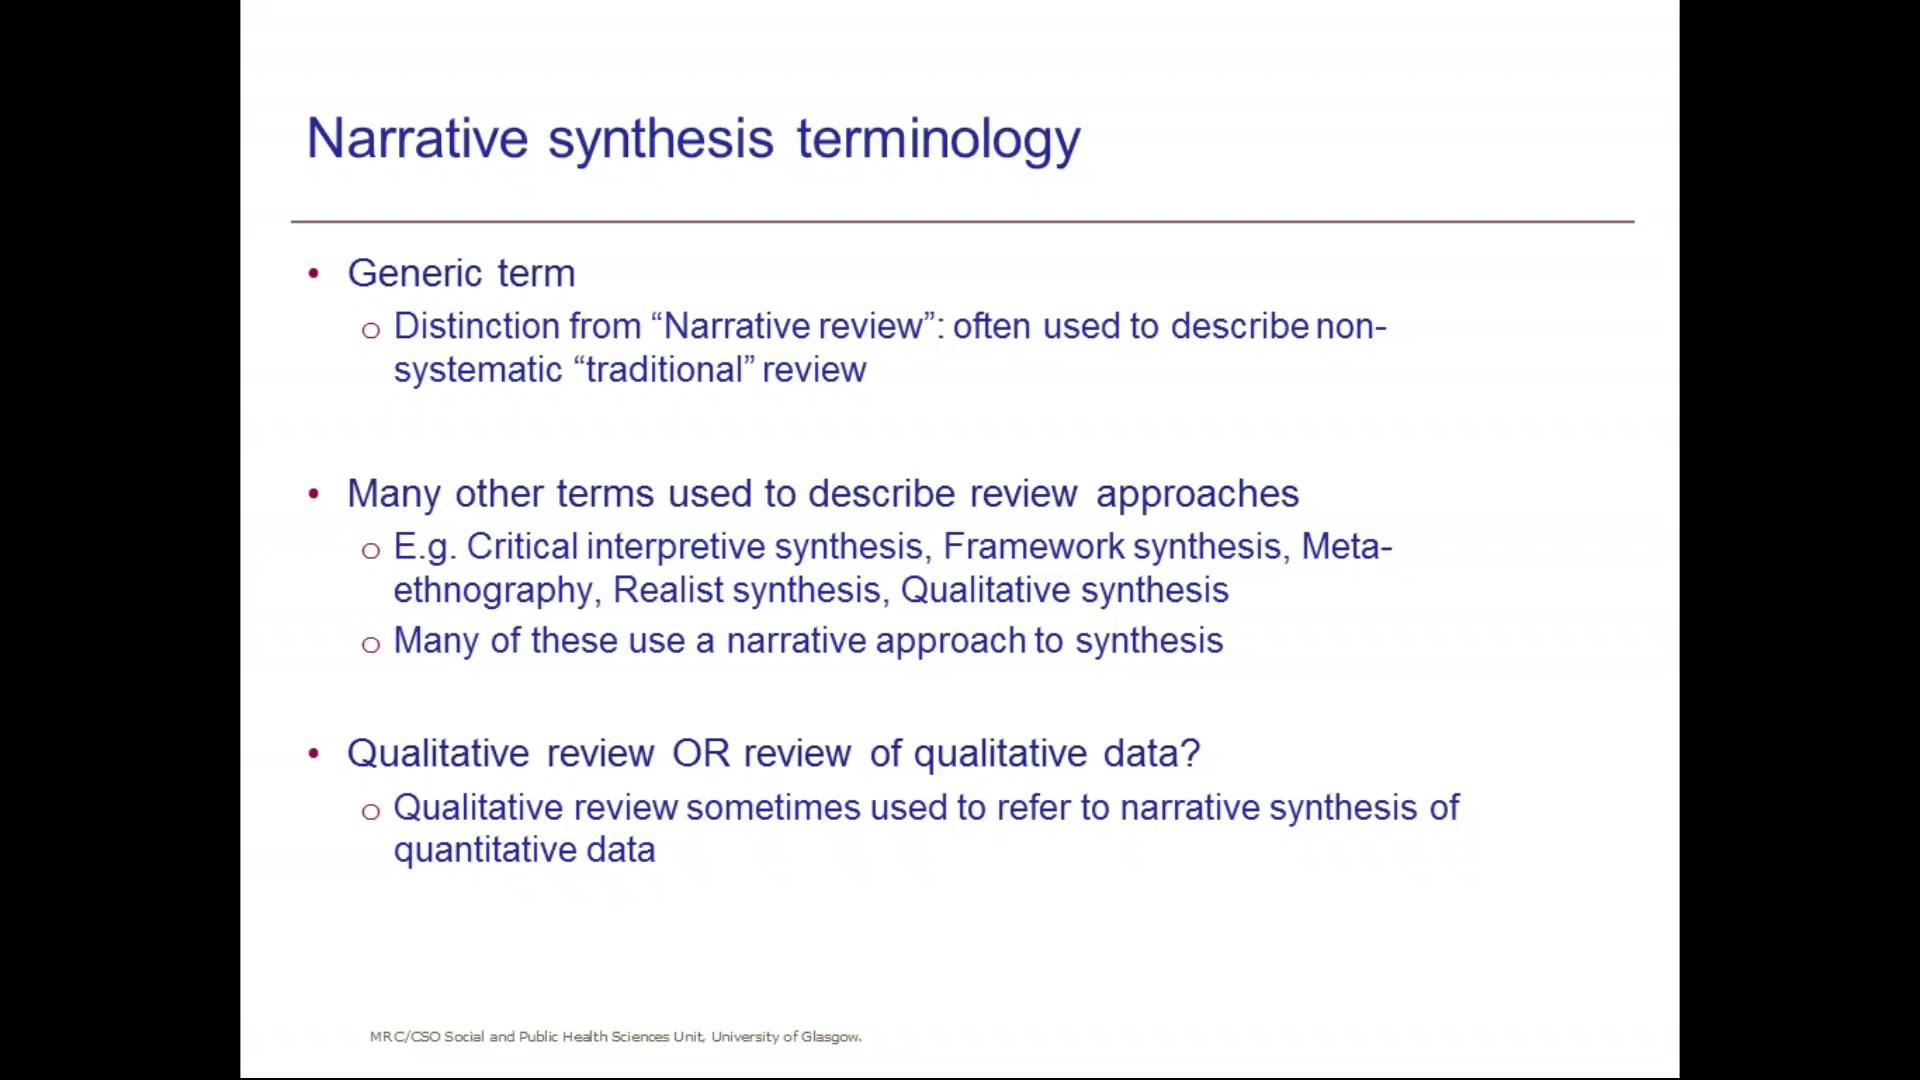 Narrative synthesis terminology
• Generic term
o Distinction from “Narrative review”: often used to describe non-
systematic “traditional” review
• Many other terms used to describe review approaches
o E.g. Critical interpretive synthesis, Framework synthesis, Meta-
ethnography, Realist synthesis, Qualitative synthesis
o Many of these use a narrative approach to synthesis
• Qualitative review OR review of qualitative data?
o Qualitative review sometimes used to refer to narrative synthesis of
quantitative data
MRC/CSO Social and Public Health Sciences Unit, University of Glasgow.